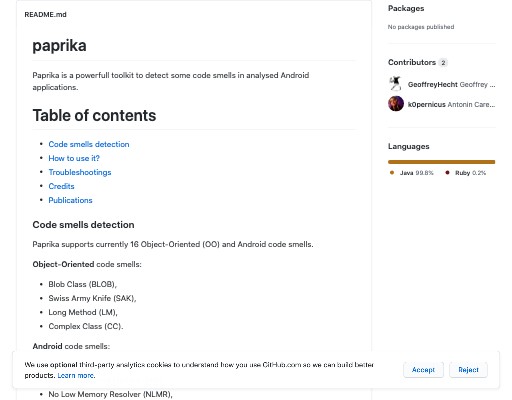 README.md
paprika
Paprika is a powerfull toolkit to detect some code smells in analysed Android
applications.
Table of contents
• Code smells detection
• How to use it?
• Troubleshootings
• Credits
• Publications
Code smells detection
Paprika supports currently 16 Object-Oriented (OO) and Android code smells.
Object-Oriented code smells:
• Blob Class (BLOB),
• Swiss Army Knife (SAK),
• Long Method (LM),
• Complex Class (CC).
Android code smells:
• No Low Memory Resolver (NLMR),
Packages
No packages published
Contributors 2
GeoffreyHecht Geoffrey ...
k0pernicus Antonin Care...
Languages
Java 99.8% Ruby 0.2%
We use optional third-party analytics cookies to understand how you use GitHub.com so we can build better
products. Learn more.
Accept Reject